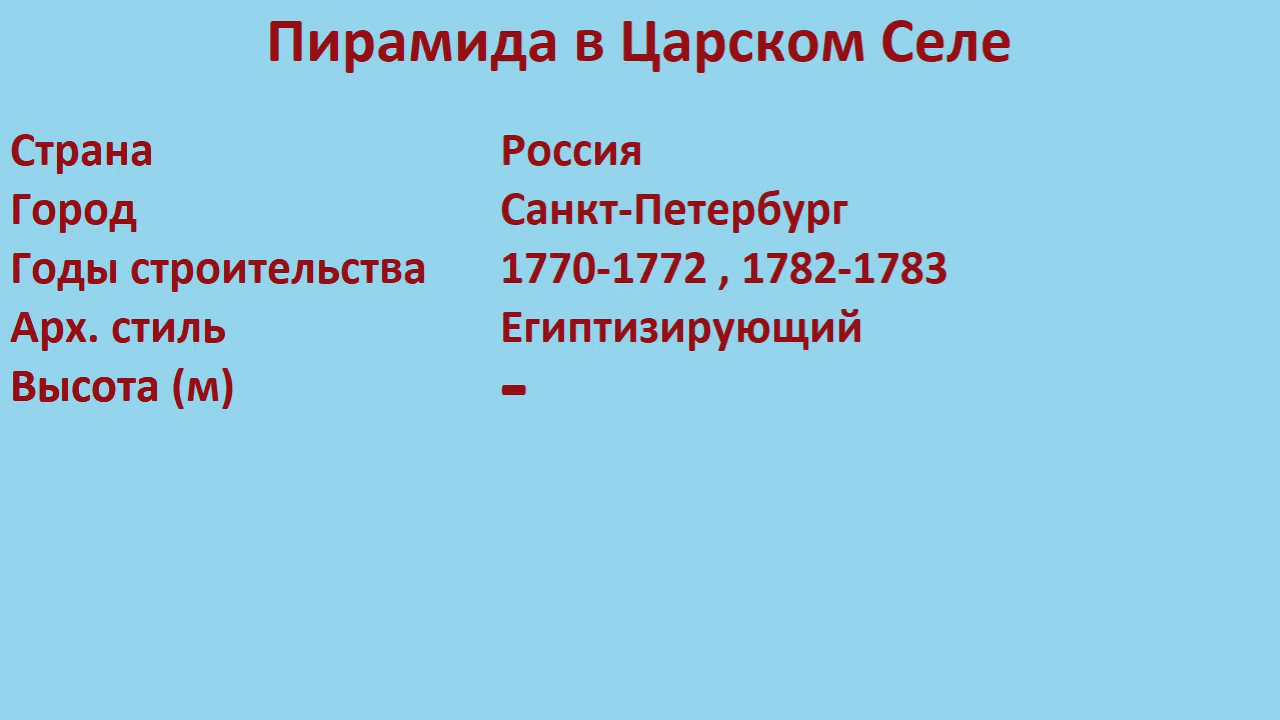 Пирамида в Царском Селе
Страна Россия
Город Санкт-Петербург
Годы строительства 1770-1772 , 1782-1783
Арх. стиль Египтизирующий
Высота (м) -